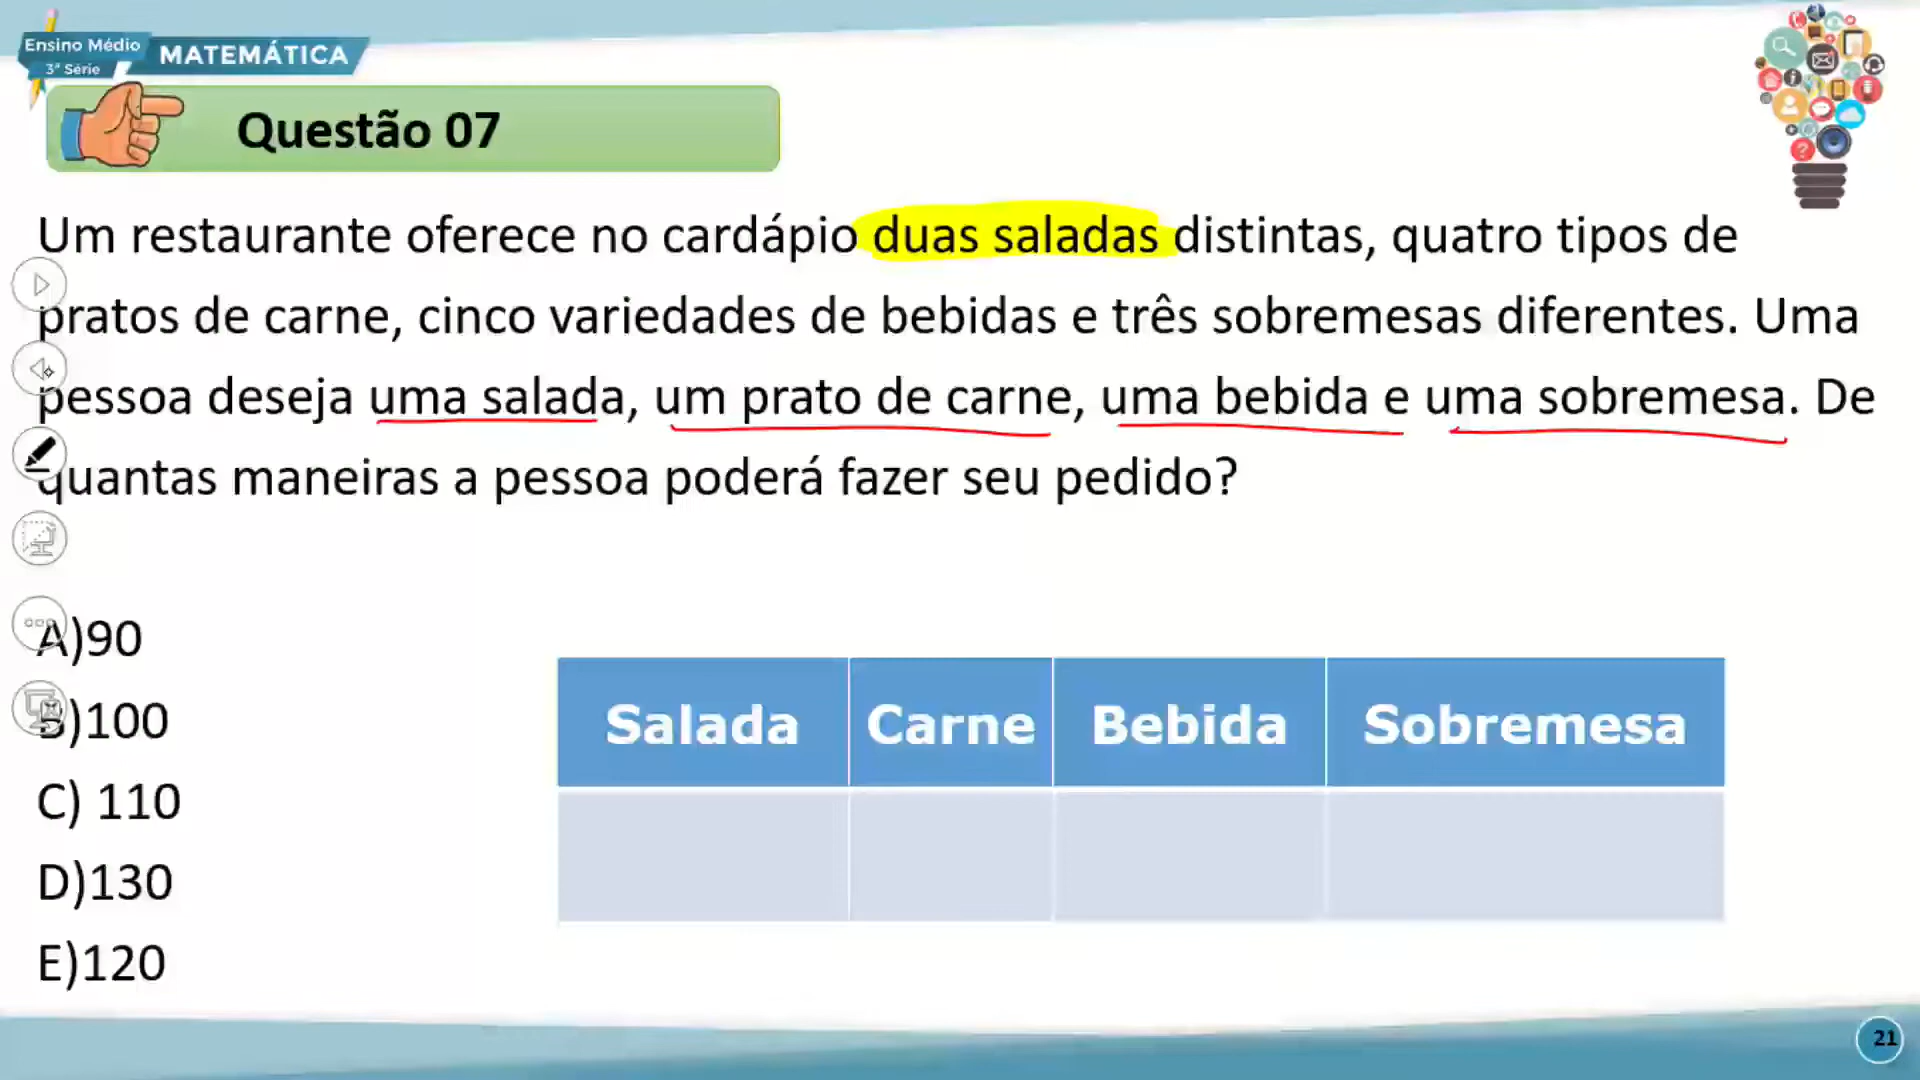 Ensino Médio
3ª Série
MATEMÁTICA
Questão 07
Um restaurante oferece no cardápio duas saladas distintas, quatro tipos de
pratos de carne, cinco variedades de bebidas e três sobremesas diferentes. Uma
pessoa deseja uma salada, um prato de carne, uma bebida e uma sobremesa. De
quantas maneiras a pessoa poderá fazer seu pedido?
A)90
B)100
C) 110
D)130
E)120
Salada Carne Bebida Sobremesa
21